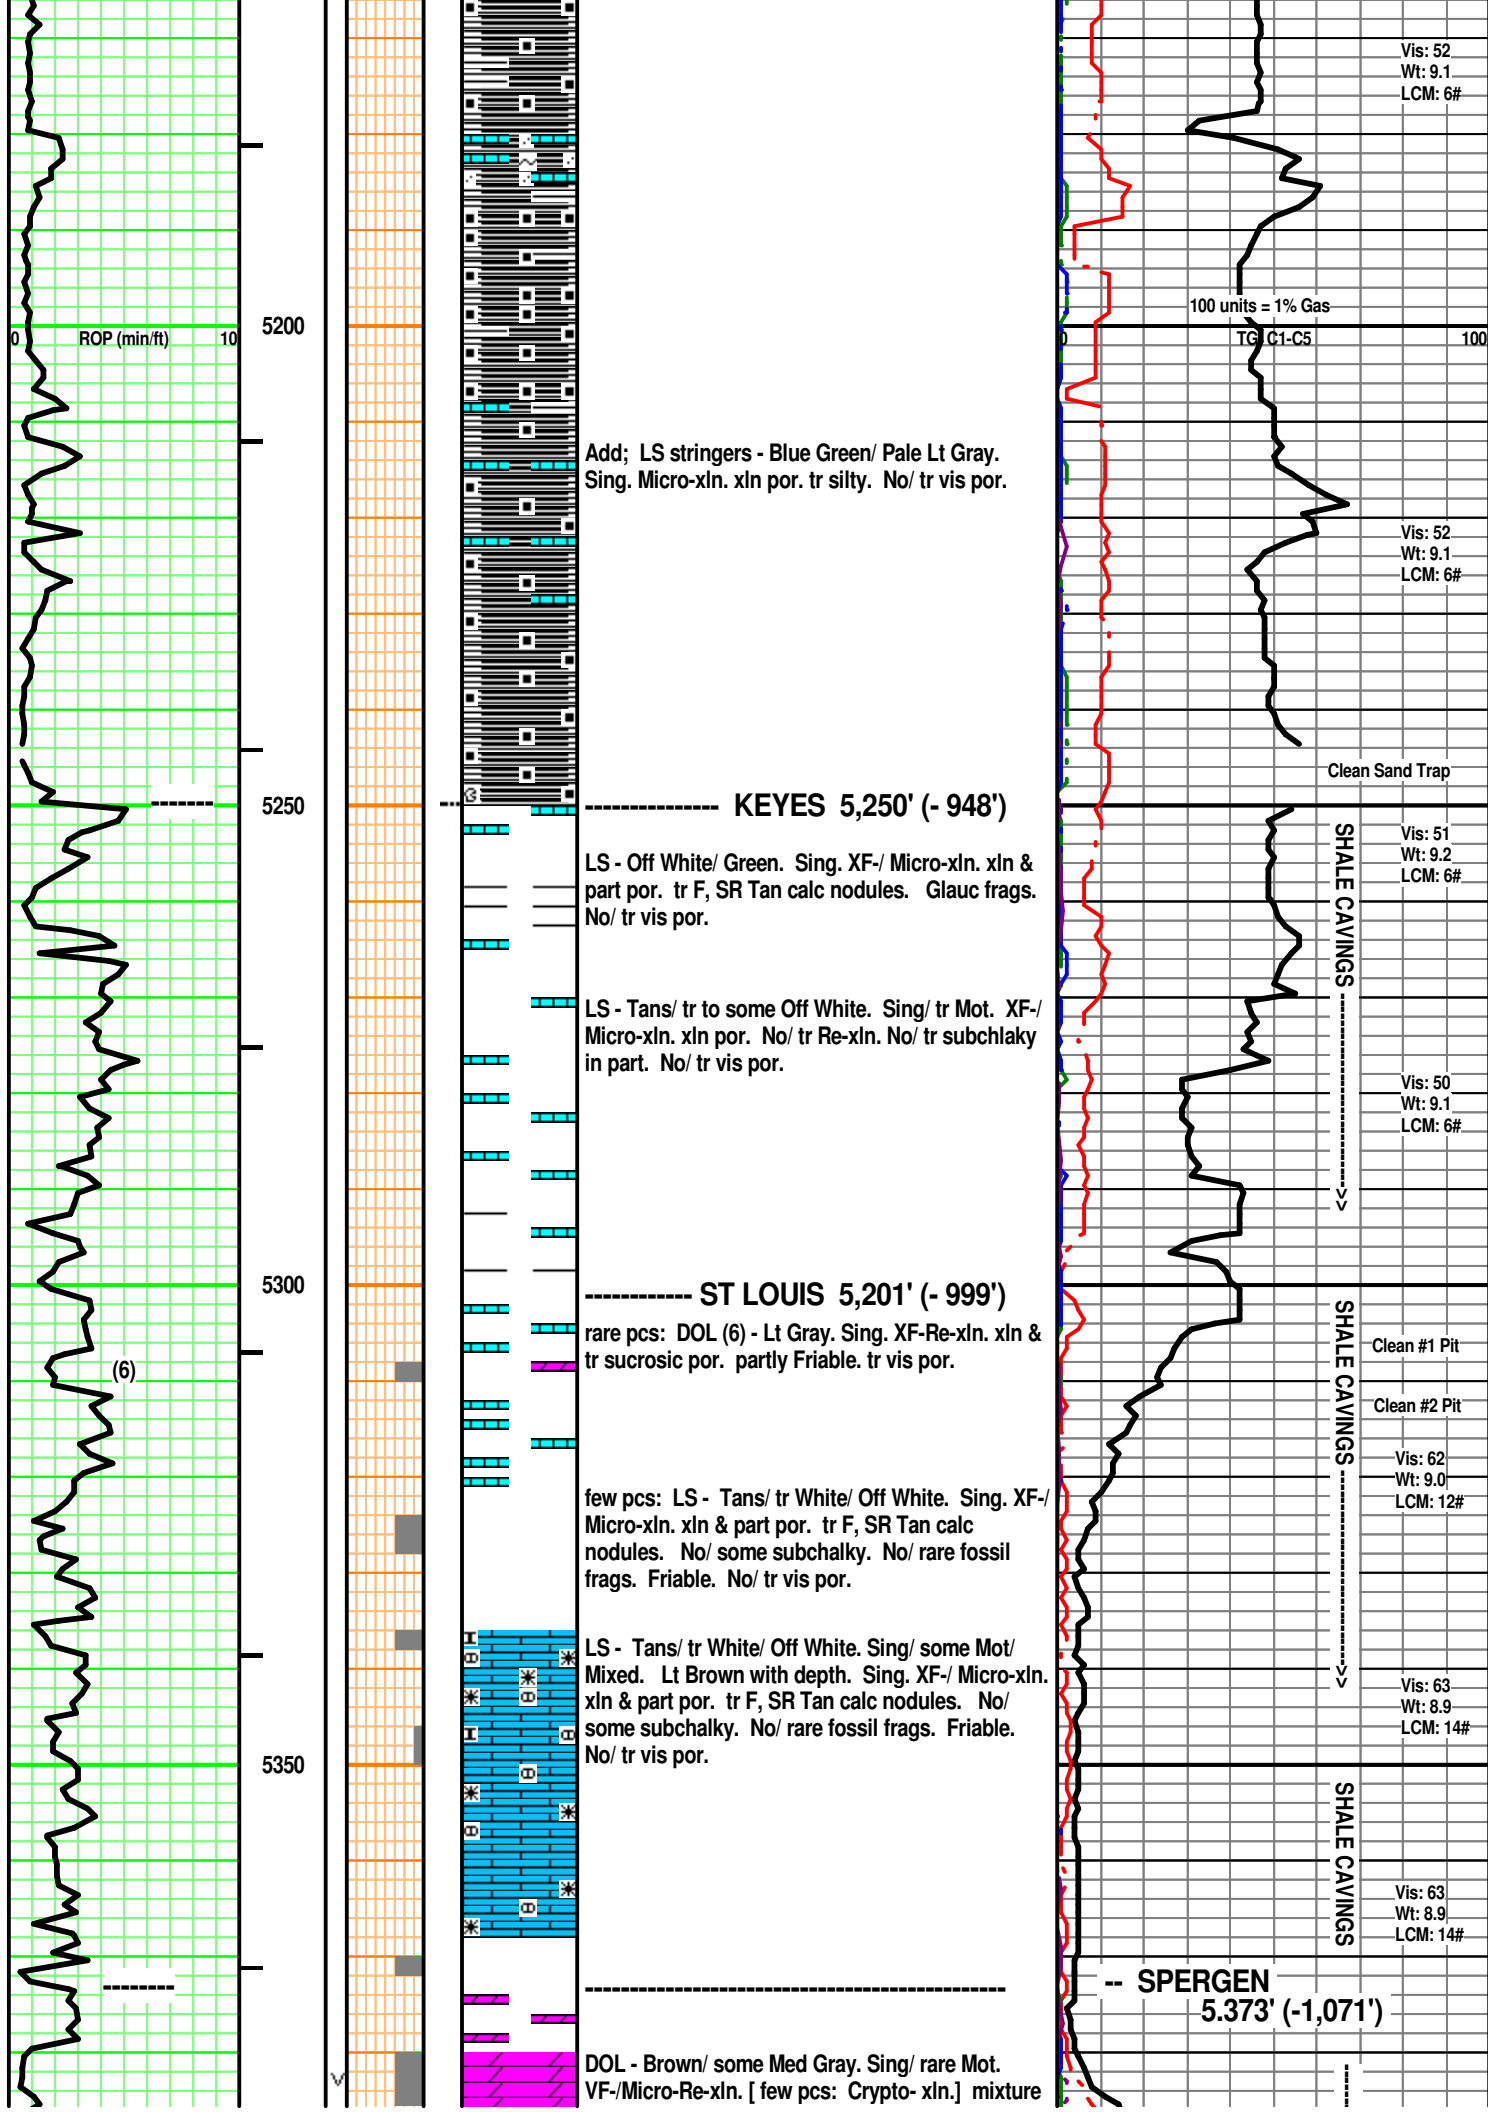 Vis: 52
Wt: 9.1
LCM: 6#
100 units = 1% Gas
0 ROP (min/ft) 10
5200
0 TG, C1-C5 100
Add; LS stringers - Blue Green/ Pale Lt Gray.
Sing. Micro-xln. xln por. tr silty. No/ tr vis por.
Vis: 52
Wt: 9.1
LCM: 6#
Clean Sand Trap
5250
--------------- KEYES 5,250' (- 948')
SHALE CAVINGS -------------------->>
Vis: 51
Wt: 9.2
LCM: 6#
LS - Off White/ Green. Sing. XF-/ Micro-xln. xln &
part por. tr F, SR Tan calc nodules. Glauc frags.
No/ tr vis por.
LS - Tans/ tr to some Off White. Sing/ tr Mot. XF-/
Micro-xln. xln por. No/ tr Re-xln. No/ tr subchlaky
in part. No/ tr vis por.
Vis: 50
Wt: 9.1
LCM: 6#
5300
------------ ST LOUIS 5,201' (- 999')
rare pcs: DOL (6) - Lt Gray. Sing. XF-Re-xln. xln &
tr sucrosic por. partly Friable. tr vis por.
(6)
SHALE CAVINGS -------------------->>
Clean #1 Pit
Clean #2 Pit
Vis: 62
Wt: 9.0
LCM: 12#
few pcs: LS - Tans/ tr White/ Off White. Sing. XF-/
Micro-xln. xln & part por. tr F, SR Tan calc
nodules. No/ some subchalky. No/ rare fossil
frags. Friable. No/ tr vis por.
LS - Tans/ tr White/ Off White. Sing/ some Mot/
Mixed. Lt Brown with depth. Sing. XF-/ Micro-xln.
xln & part por. tr F, SR Tan calc nodules. No/
some subchalky. No/ rare fossil frags. Friable.
No/ tr vis por.
Vis: 63
Wt: 8.9
LCM: 14#
5350
SHALE CAVINGS
Vis: 63
Wt: 8.9
LCM: 14#
-- SPERGEN
5.373' (-1,071')
DOL - Brown/ some Med Gray. Sing/ rare Mot.
VF-/Micro-Re-xln. [ few pcs: Crypto- xln.] mixture